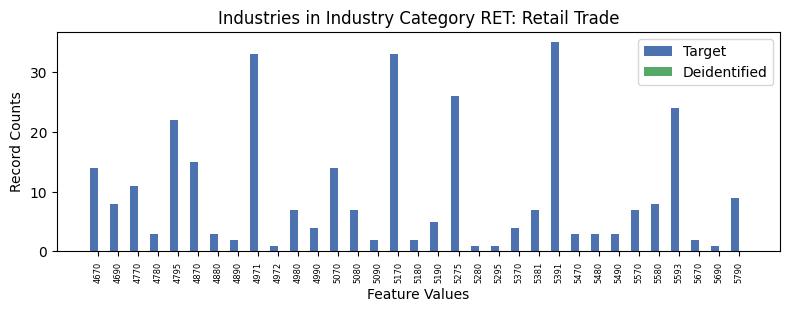 Industries in Industry Category RET: Retail Trade
Target
Deidentified
Record Counts
30
20
10
0
4670 4690 4770 4780 4795 4870 4880 4890 4971 4972 4980 4990 5070 5080 5090 5170 5180 5190 5275 5280 5295 5370 5381 5391 5470 5480 5490 5570 5580 5593 5670 5690 5790
Feature Values